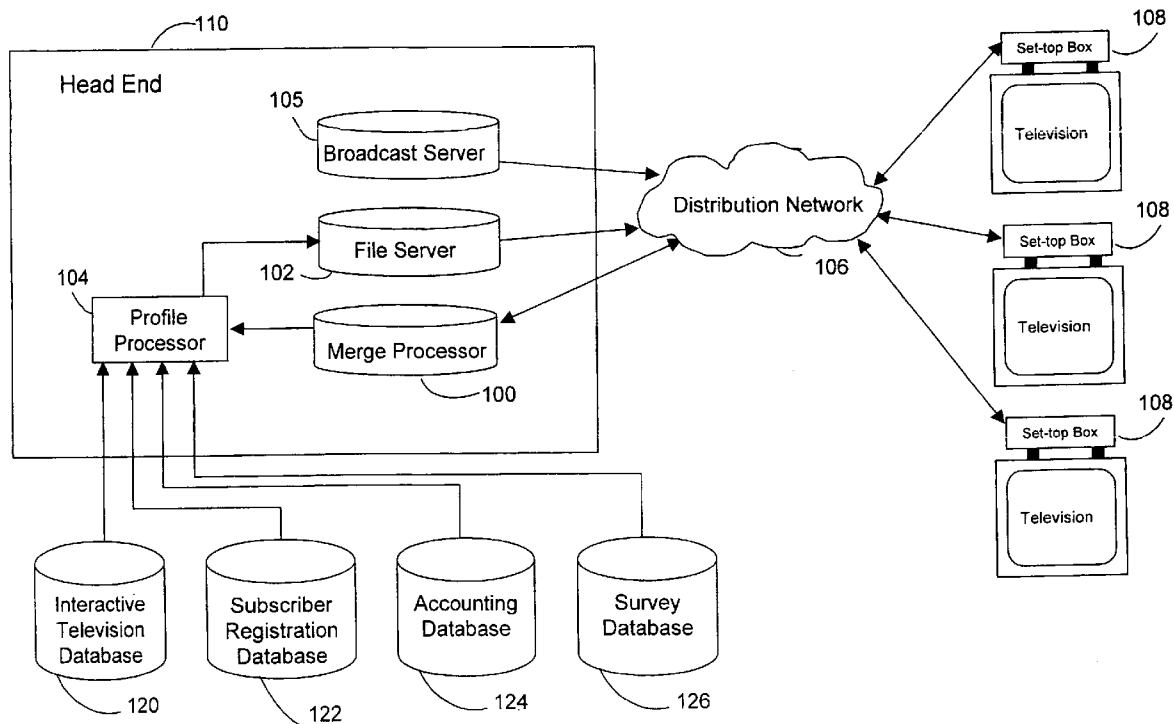 110
Head End
105
Broadcast Server
File Server
102
104
Profile
Processor
Merge Processor
100
Distribution Network
106
Set-top Box
108
Television
Set-top Box
108
Television
Set-top Box
108
Television
Interactive
Television
Database
120
Subscriber
Registration
Database
122
Accounting
Database
124
Survey
Database
126